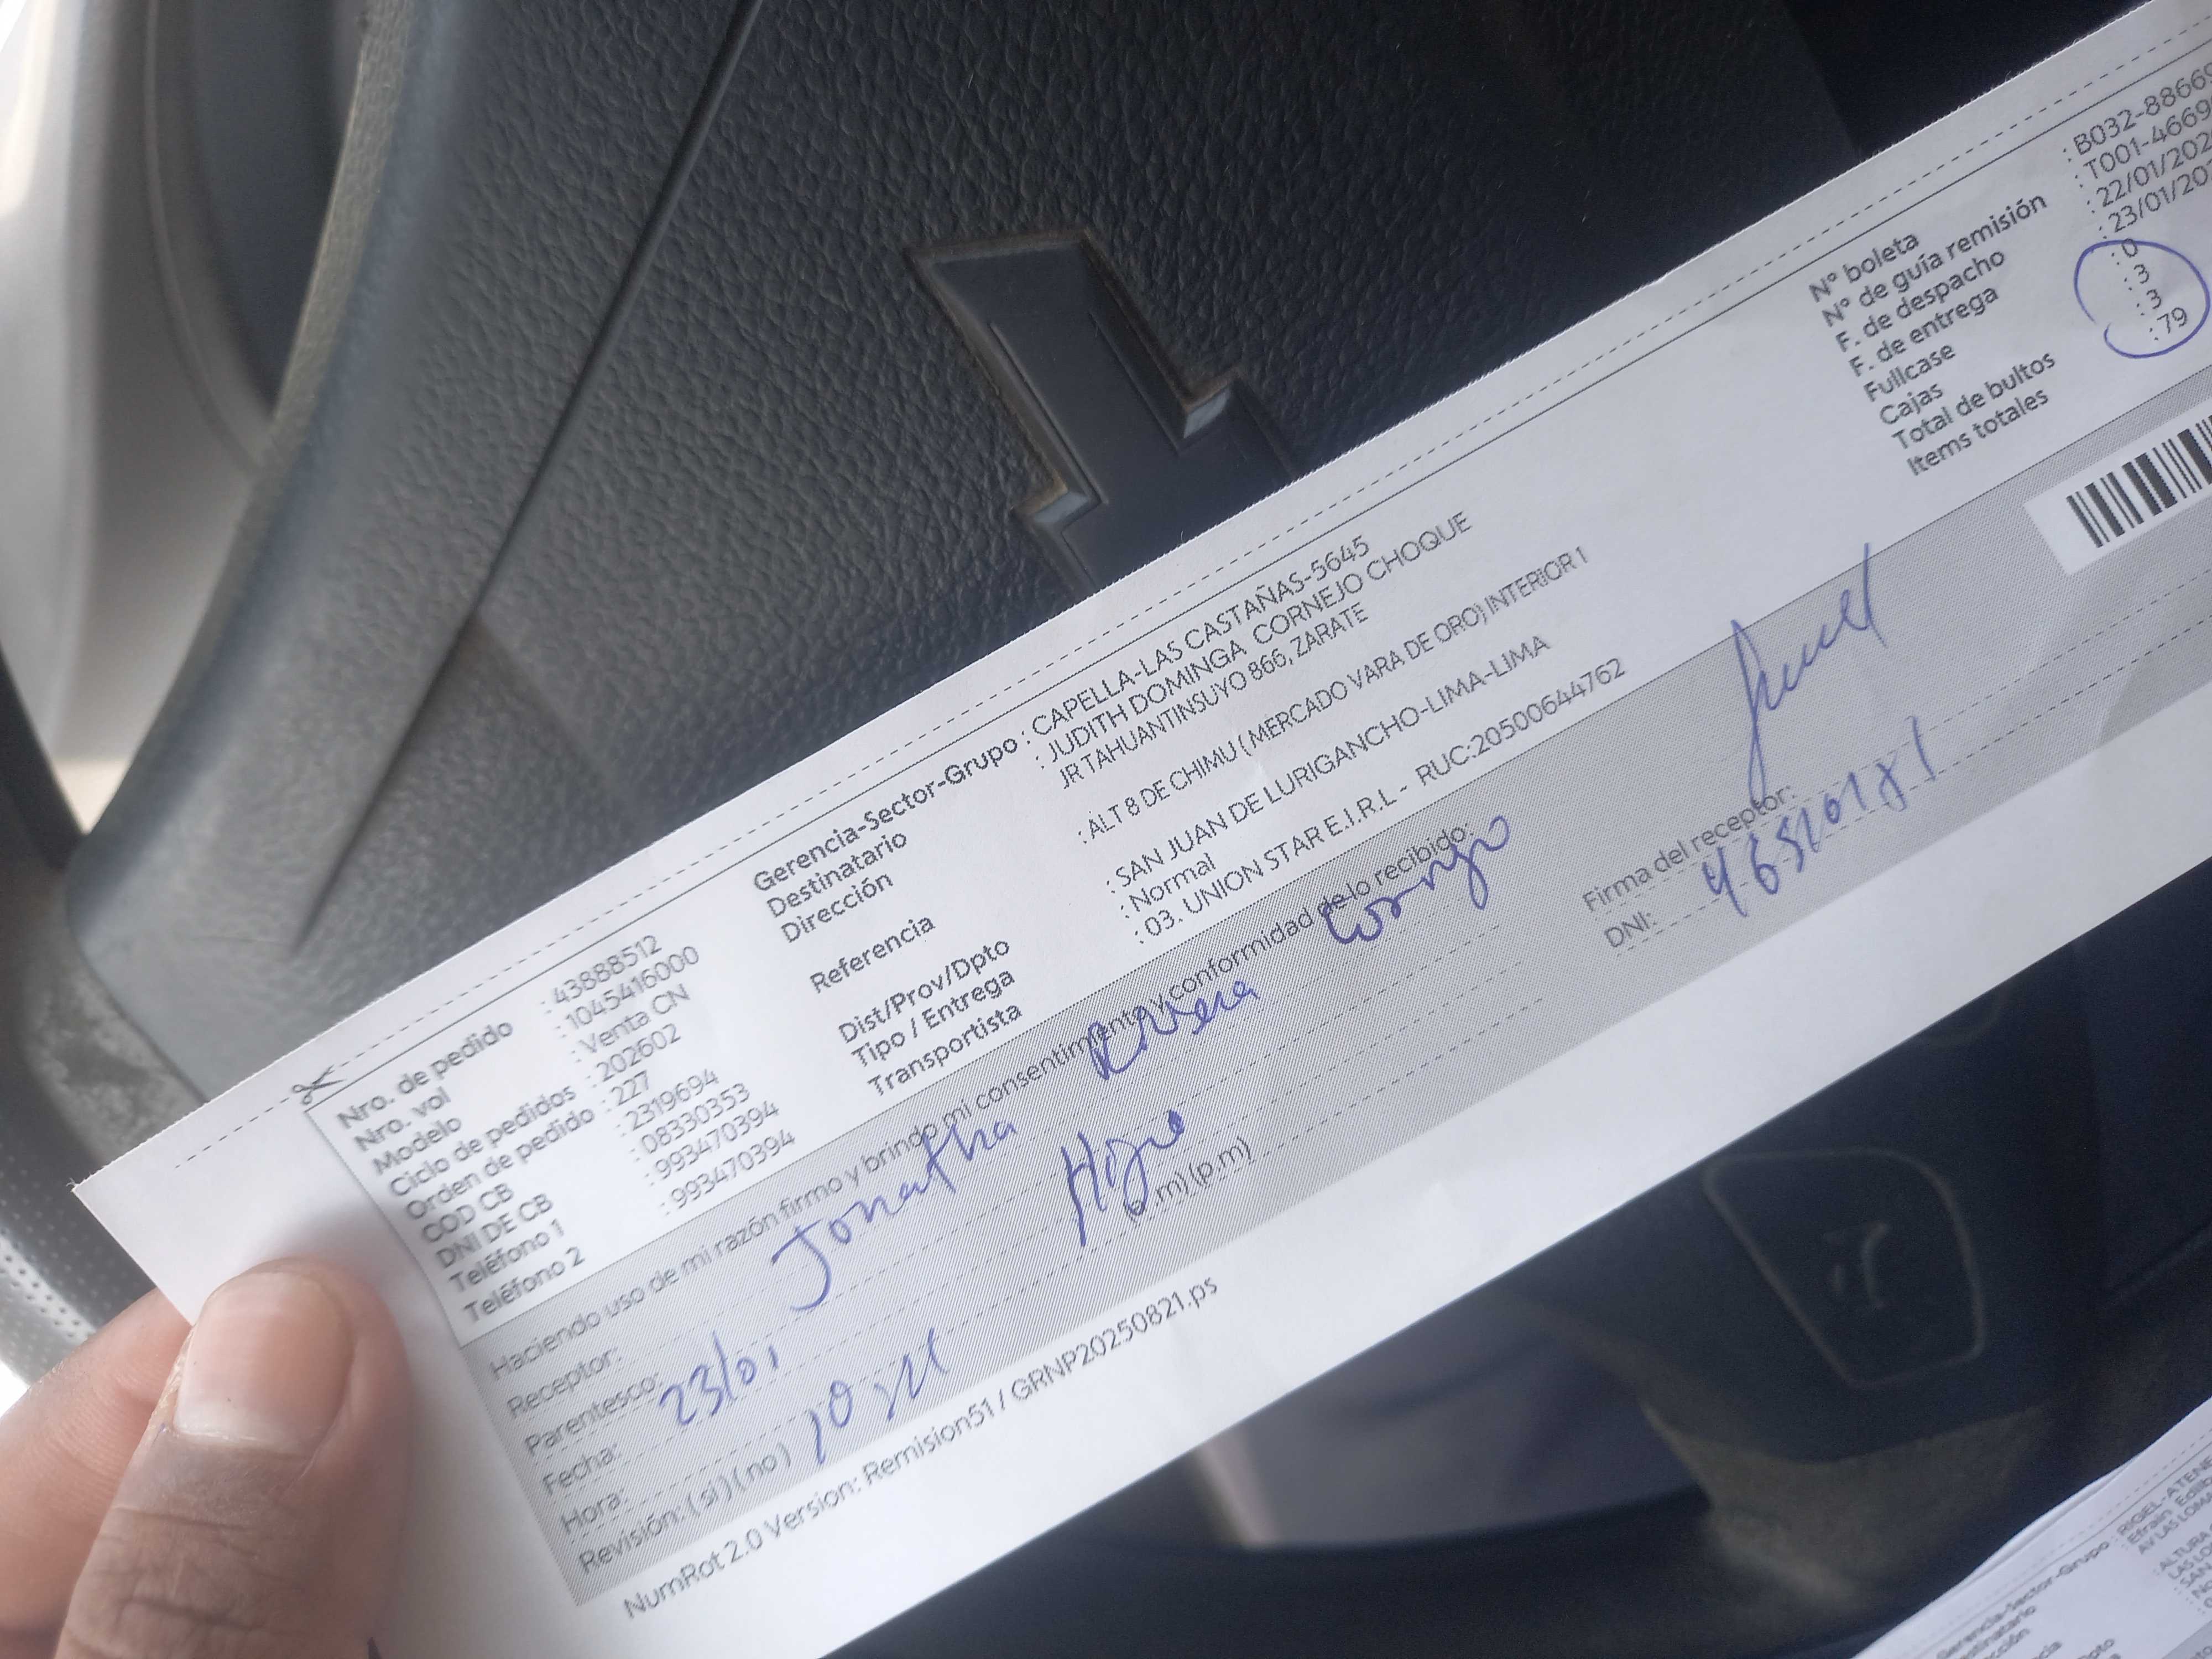 Nro. de pedido : 43888512
Nro. vol : 1045416000
Modelo : Venta CN
Ciclo de pedidos : 202602
Orden de pedido : 227
COD CB : 2319694
DNI DE CB : 08330353
Teléfono 1 : 993470394
Teléfono 2 : 993470394
Gerencia-Sector-Grupo : CAPELLA-LAS CASTAÑAS-5645
Destinatario : JUDITH DOMINGA CORNEJO CHOQUE
Dirección JR TAHUANTINSUYO 866, ZARATE
Referencia : ALT 8 DE CHIMU ( MERCADO VARA DE ORO) INTERIOR 1
Dist/Prov/Dpto : SAN JUAN DE LURIGANCHO-LIMA-LIMA
Tipo / Entrega : Normal
Transportista : 03. UNION STAR E.I.R.L - RUC:20500644762
N° boleta : B032-8866
N° de guía remisión : T001-466
F. de despacho : 22/01/202
F. de entrega : 23/01/20
Fullcase : 0
Cajas : 3
Total de bultos : 3
Items totales : 79
Haciendo uso de mi razón firmo y brindo mi consentimiento y conformidad de lo recibido:
Receptor: Jonatha Rivera Cornejo
Parentesco: Hijo
Fecha: 23/01
Hora: (a.m) (p.m)
Revisión: ( si ) ( no )
Firma del receptor:
DNI:
NumRot 2.0 Version: Remision51 / GRNP20250821.ps
Gerencia-Sector-Grupo :